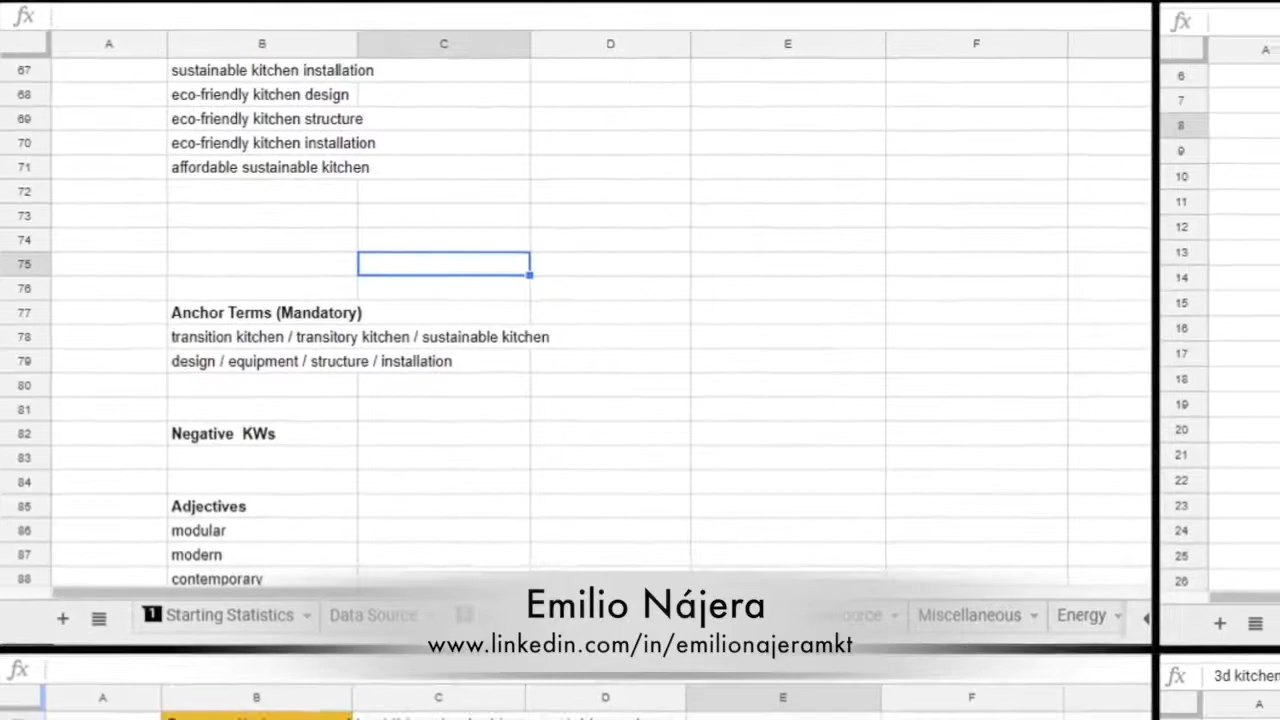 fx
A B C D E F
67 sustainable kitchen installation
68 eco-friendly kitchen design
69 eco-friendly kitchen structure
70 eco-friendly kitchen installation
71 affordable sustainable kitchen
72
73
74
75
76
77 Anchor Terms (Mandatory)
78 transition kitchen / transitory kitchen / sustainable kitchen
79 design / equipment / structure / installation
80
81
82 Negative KWs
83
84
85 Adjectives
86 modular
87 modern
88 contemporary
+ 1 Starting Statistics Data Source Miscellaneous Energy
Emilio Nájera
www.linkedin.com/in/emilionajeramkt
fx
A
6
7
8
9
10
11
12
13
14
15
16
17
18
19
20
21
22
23
24
25
26
+
fx
A B C D E F
fx 3d kitchen
A